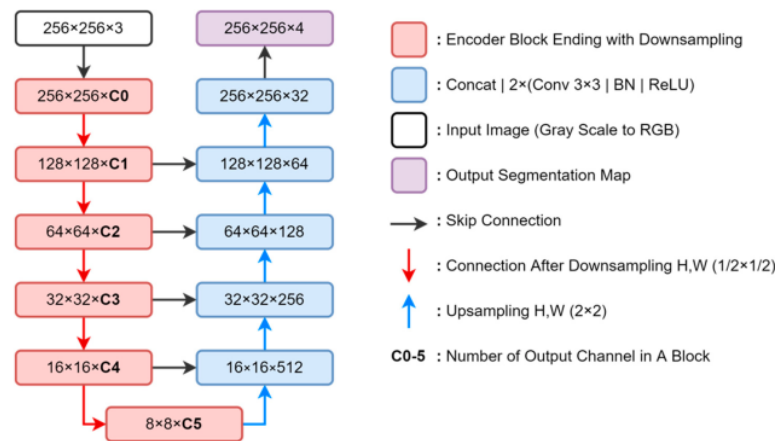 256×256×3
256×256×4
256×256×C0
256×256×32
128×128×C1
128×128×64
64×64×C2
64×64×128
32×32×C3
32×32×256
16×16×C4
16×16×512
8×8×C5
: Encoder Block Ending with Downsampling
: Concat | 2×(Conv 3×3 | BN | ReLU)
: Input Image (Gray Scale to RGB)
: Output Segmentation Map
: Skip Connection
: Connection After Downsampling H,W (1/2×1/2)
: Upsampling H,W (2×2)
C0-5 : Number of Output Channel in A Block